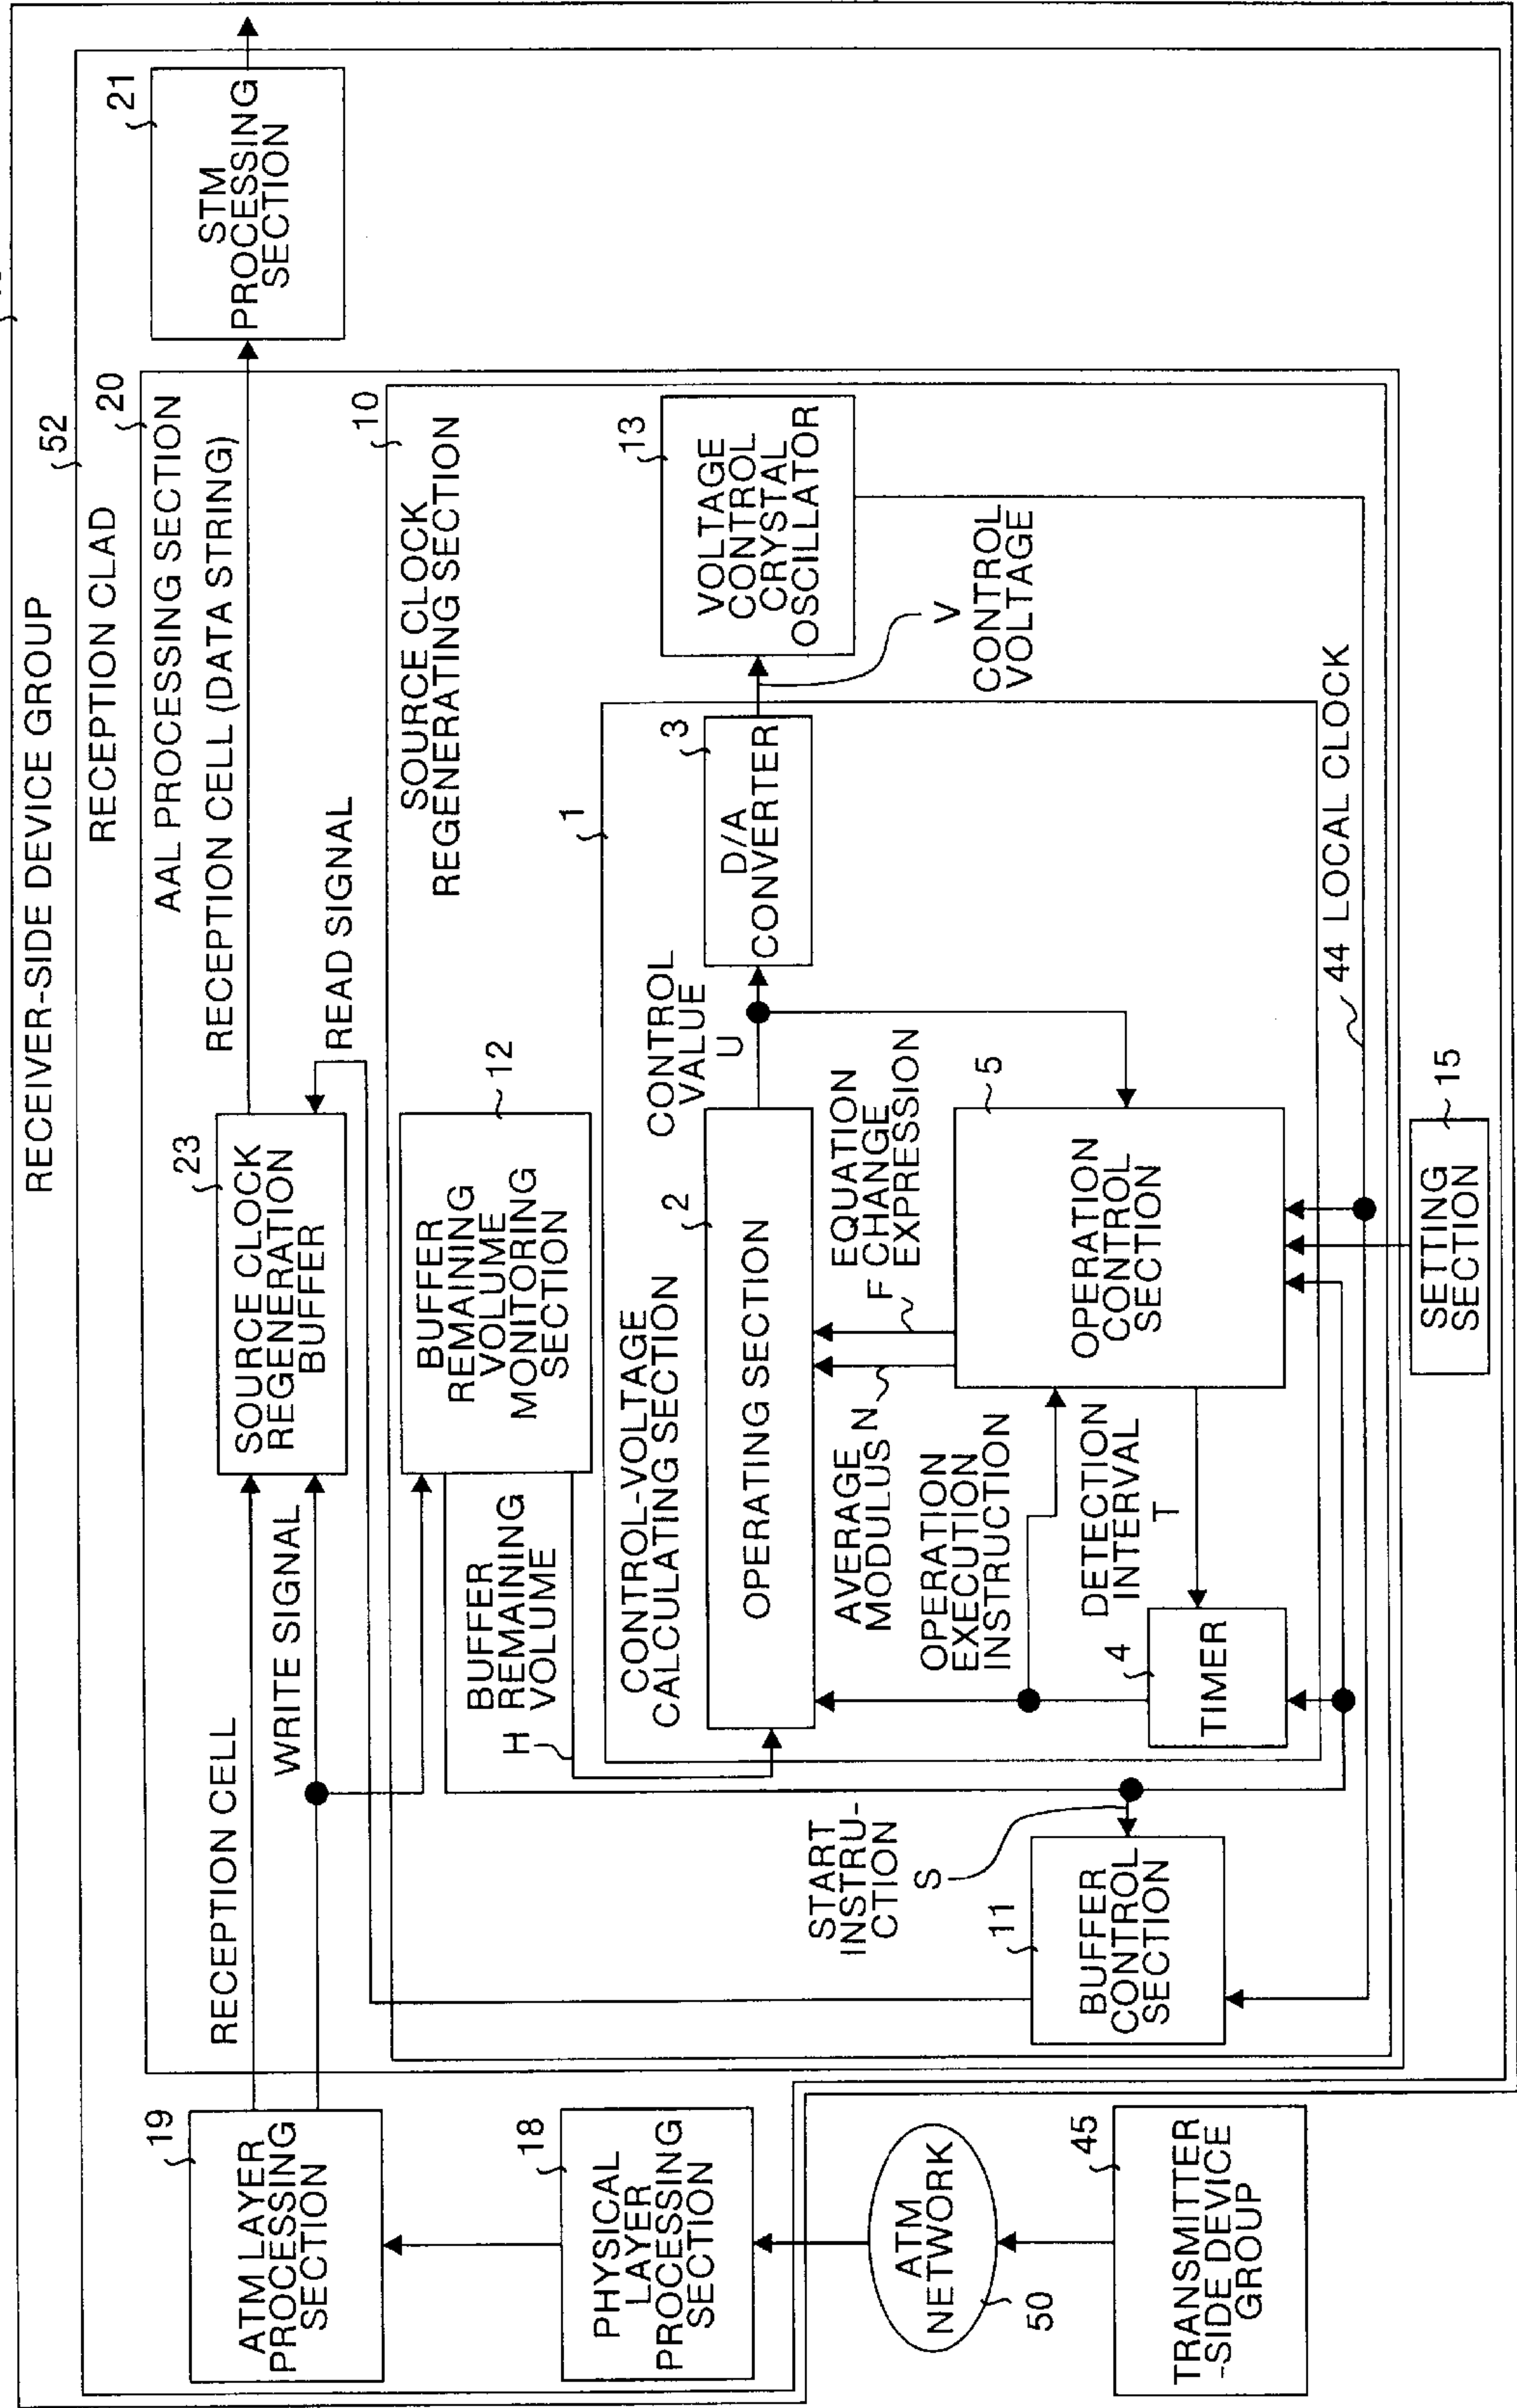 RECEIVER-SIDE DEVICE GROUP
52
RECEPTION CLAD
20
AAL PROCESSING SECTION
RECEPTION CELL (DATA STRING)
21
STM
PROCESSING
SECTION
19
ATM LAYER
PROCESSING
SECTION
RECEPTION CELL
WRITE SIGNAL
23
SOURCE CLOCK
REGENERATION
BUFFER
READ SIGNAL
10
SOURCE CLOCK
REGENERATING SECTION
12
BUFFER
REMAINING
VOLUME
MONITORING
SECTION
BUFFER
REMAINING
VOLUME
H
1
CONTROL-VOLTAGE
CALCULATING SECTION
2
OPERATING SECTION
CONTROL
VALUE
U
3
D/A
CONVERTER
13
VOLTAGE
CONTROL
CRYSTAL
OSCILLATOR
V
CONTROL
VOLTAGE
AVERAGE
MODULUS N
F
EQUATION
CHANGE
EXPRESSION
OPERATION
EXECUTION
INSTRUCTION
5
OPERATION
CONTROL
SECTION
DETECTION
INTERVAL
T
4
TIMER
START
INSTRU-
CTION
S
11
BUFFER
CONTROL
SECTION
44 LOCAL CLOCK
15
SETTING
SECTION
18
PHYSICAL
LAYER
PROCESSING
SECTION
ATM
NETWORK
50
45
TRANSMITTER
-SIDE DEVICE
GROUP